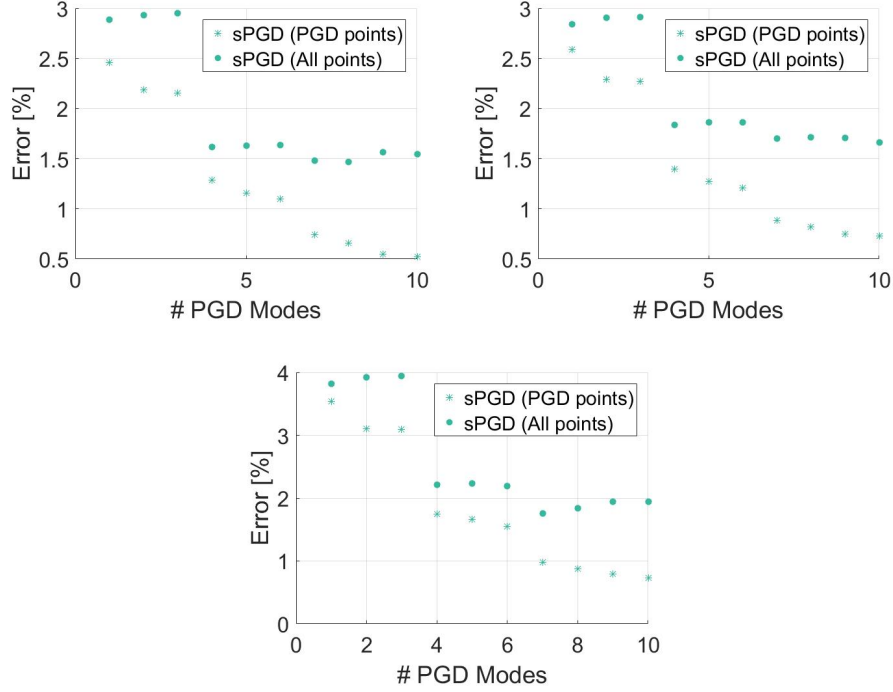 3
2.5
2
1.5
1
0.5
0
5
10
Error [%]
# PGD Modes
sPGD (PGD points)
sPGD (All points)
3
2.5
2
1.5
1
0.5
0
5
10
Error [%]
# PGD Modes
sPGD (PGD points)
sPGD (All points)
4
3
2
1
0
0
2
4
6
8
10
Error [%]
# PGD Modes
sPGD (PGD points)
sPGD (All points)